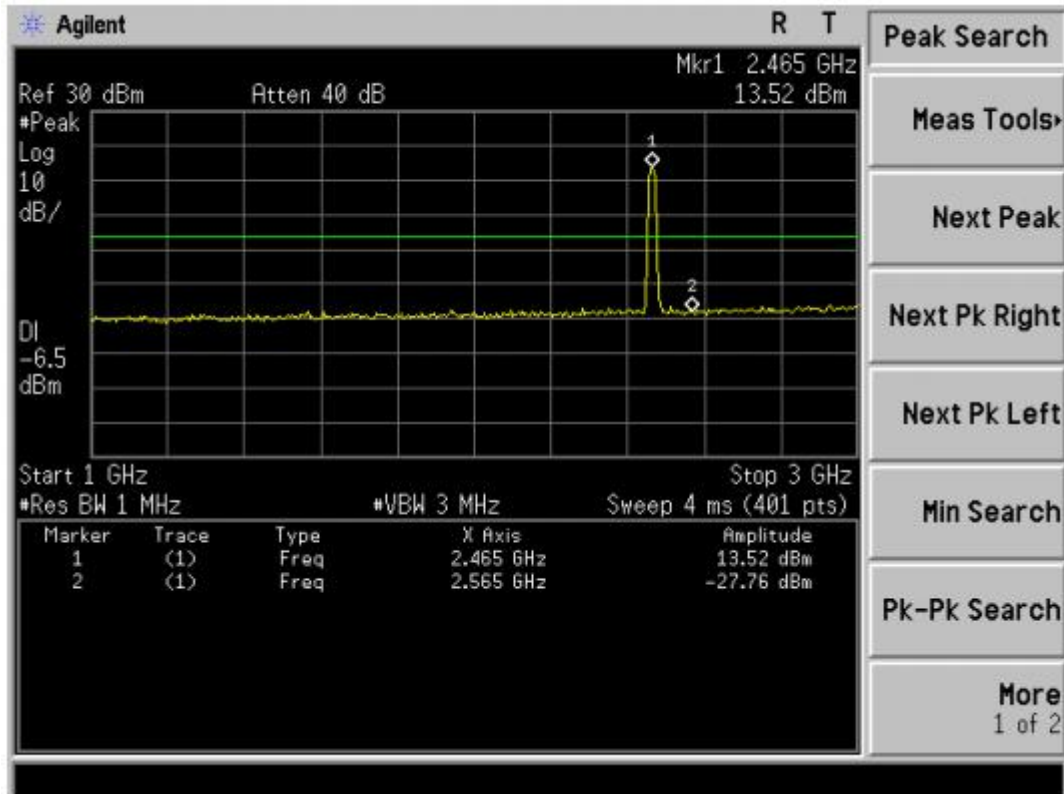 Agilent R T
Mkr1 2.465 GHz
Ref 30 dBm Atten 40 dB 13.52 dBm
#Peak
Log
10
dB/
1
2
DI
-6.5
dBm
Start 1 GHz Stop 3 GHz
#Res BW 1 MHz #VBW 3 MHz Sweep 4 ms (401 pts)
Marker Trace Type X Axis Amplitude
1 (1) Freq 2.465 GHz 13.52 dBm
2 (1) Freq 2.565 GHz -27.76 dBm
Peak Search
Meas Tools
Next Peak
Next Pk Right
Next Pk Left
Min Search
Pk-Pk Search
More
1 of 2